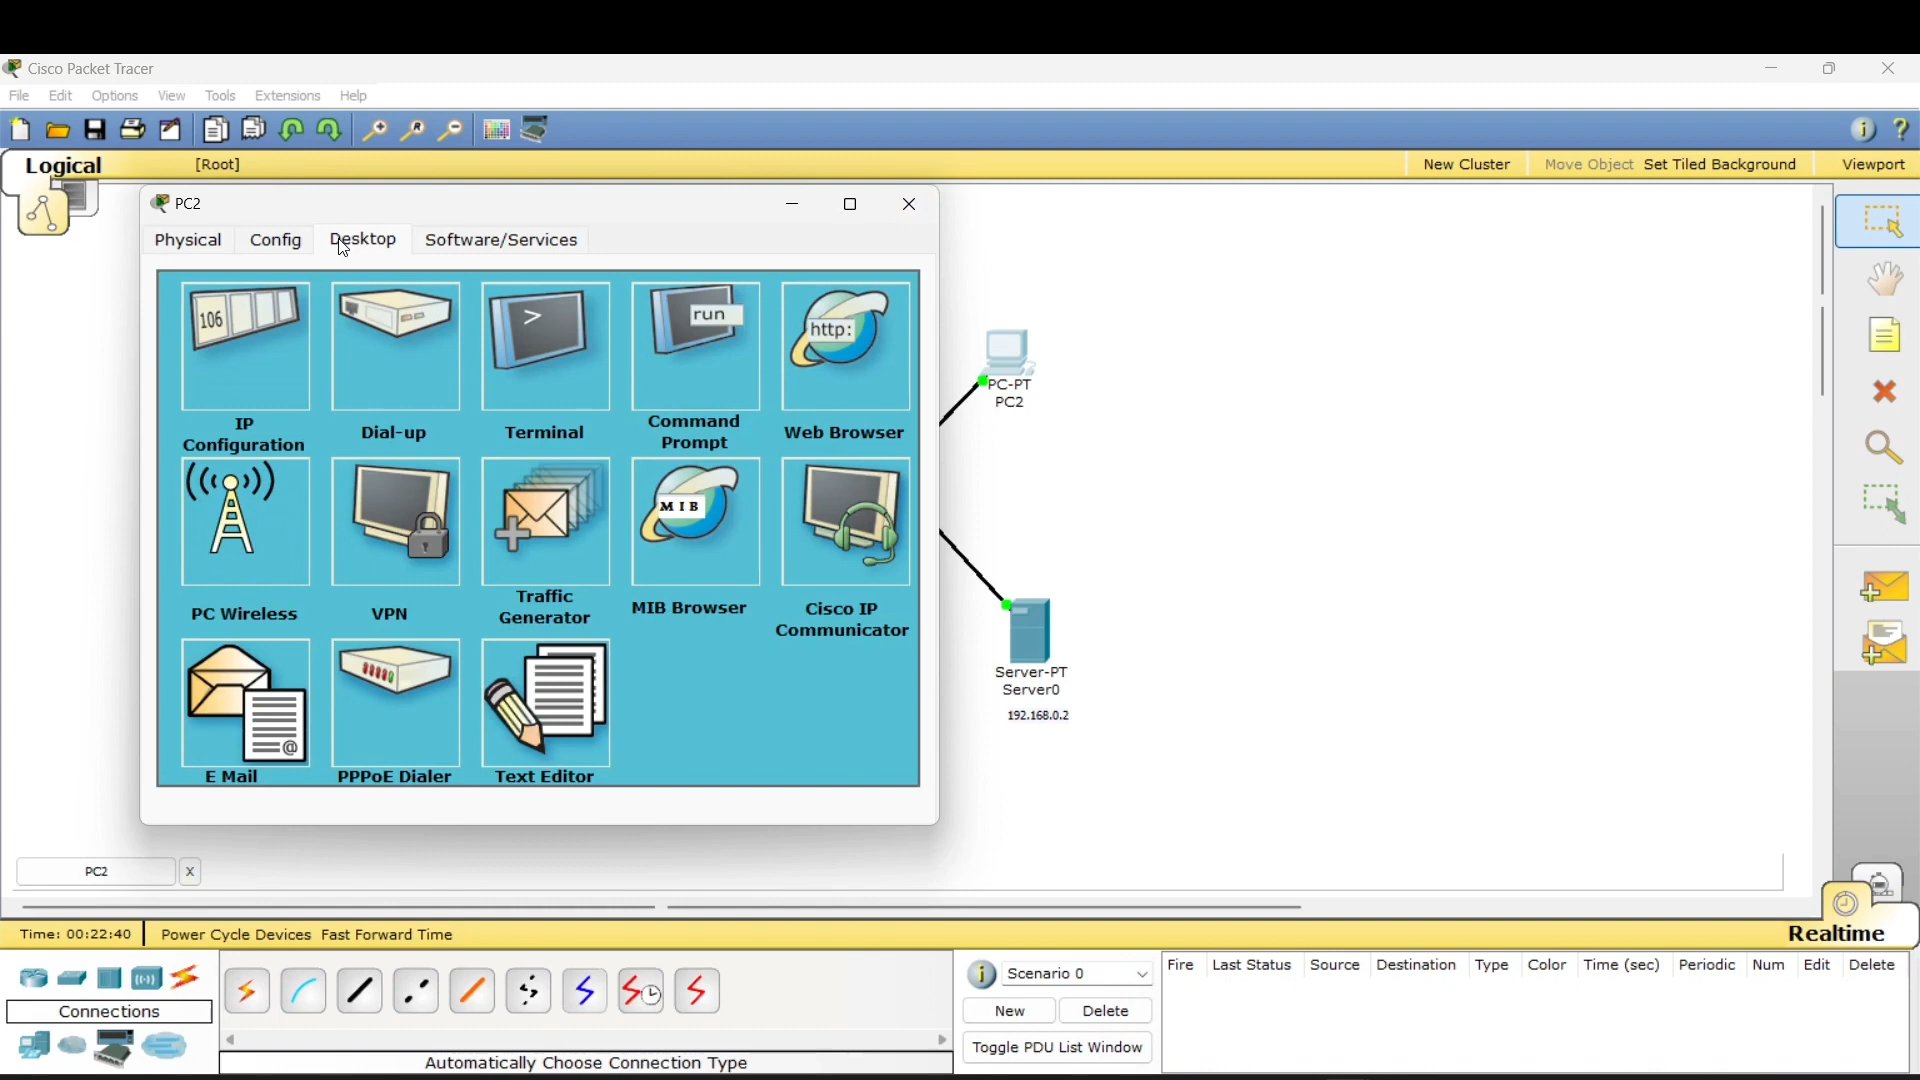 Cisco Packet Tracer
File Edit Options View Tools Extensions Help
Logical [Root] New Cluster Move Object Set Tiled Background Viewport
PC2
Physical Config Desktop Software/Services
106
>
run
http:
IP Configuration
Dial-up
Terminal
Command Prompt
Web Browser
MIB
PC Wireless
VPN
Traffic Generator
MIB Browser
Cisco IP Communicator
@
E Mail
PPPoE Dialer
Text Editor
PC-PT
PC2
Server-PT
Server0
192.168.0.2
PC2 X
Time: 00:22:40 Power Cycle Devices Fast Forward Time Realtime
Connections
Automatically Choose Connection Type
i Scenario 0
New Delete
Toggle PDU List Window
Fire Last Status Source Destination Type Color Time (sec) Periodic Num Edit Delete